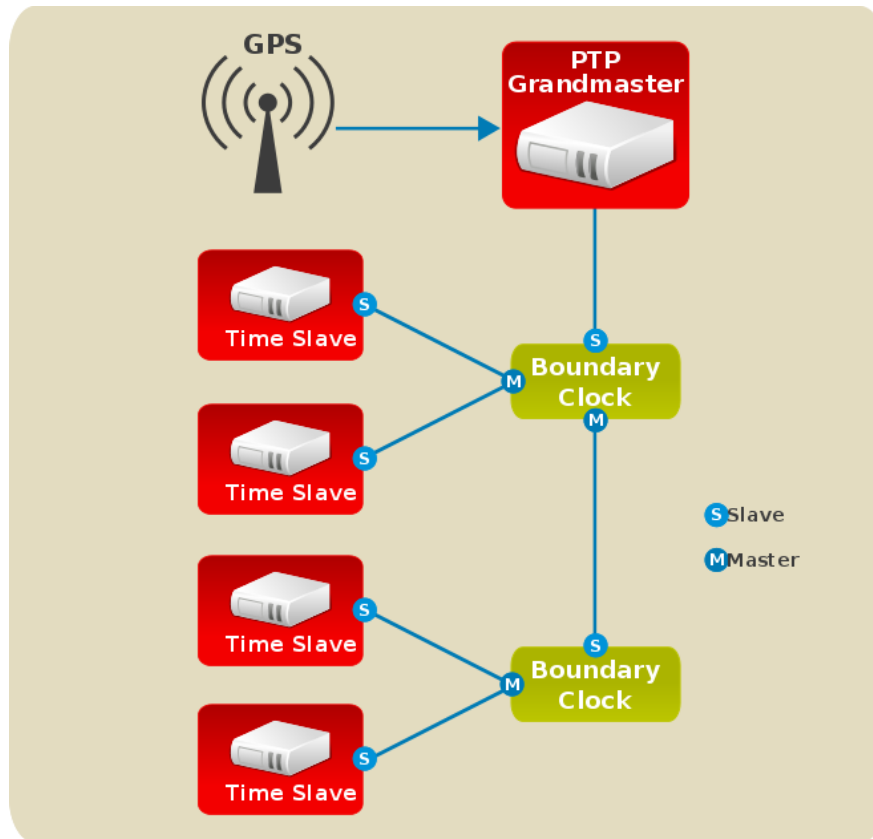 GPS
PTP
Grandmaster
S
Time Slave
S
Boundary
Clock
M
M
S
Time Slave
S Slave
M Master
S
Time Slave
S
Boundary
Clock
M
S
Time Slave